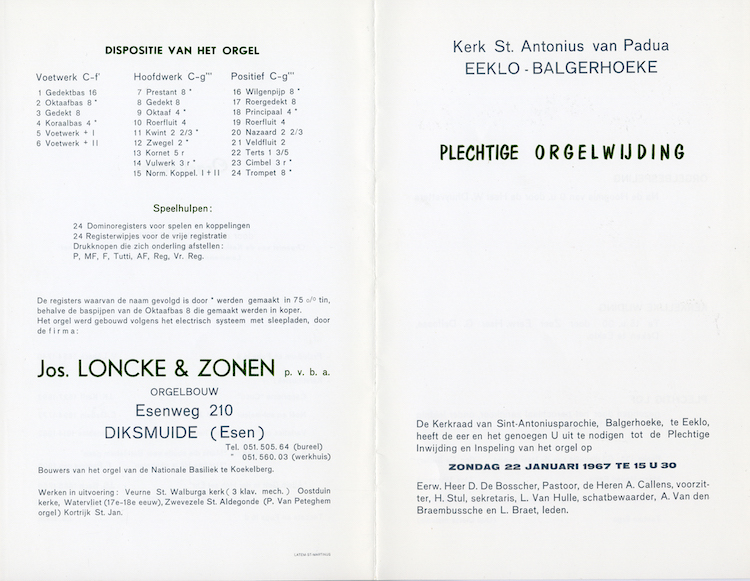 DISPOSITIE VAN HET ORGEL
Voetwerk C-f'
1 Gedektbas 16
2 Oktaafbas 8 *
3 Gedekt 8
4 Koraalbas 4 *
5 Voetwerk + I
6 Voetwerk + II
Hoofdwerk C-g'''
7 Prestant 8 *
8 Gedekt 8
9 Oktaaf 4 *
10 Roerfluit 4
11 Kwint 2 2/3 *
12 Zwegel 2 *
13 Kornet 5 r
14 Vulwerk 3 r *
15 Norm. Koppel. I + II
Positief C-g'''
16 Wilgenpijp 8 *
17 Roergedekt 8
18 Principaal 4 *
19 Roerfluit 4
20 Nazaard 2 2/3
21 Veldfluit 2
22 Terts 1 3/5
23 Cimbel 3 r *
24 Trompet 8 *
Speelhulpen :
24 Dominoregisters voor spelen en koppelingen
24 Registerwipjes voor de vrije registratie
Drukknopen die zich onderling afstellen :
P, MF, F, Tutti, AF, Reg, Vr. Reg.
De registers waarvan de naam gevolgd is door * werden gemaakt in 75 o/o tin,
behalve de baspijpen van de Oktaafbas 8 die gemaakt werden in koper.
Het orgel werd gebouwd volgens het electrisch systeem met sleepladen, door
de firma :
Jos. LONCKE & ZONEN p. v. b. a.
ORGELBOUW
Esenweg 210
DIKSMUIDE (Esen)
Tel. 051.505.64 (bureel)
" 051.560.03 (werkhuis)
Bouwers van het orgel van de Nationale Basiliek te Koekelberg.
Werken in uitvoering : Veurne St. Walburga kerk ( 3 klav. mech. ) Oostduin
kerke, Watervliet (17e-18e eeuw), Zwevezele St. Aldegonde (P. Van Peteghem
orgel) Kortrijk St. Jan.
Kerk St. Antonius van Padua
EEKLO - BALGERHOEKE
PLECHTIGE ORGELWIJDING
De Kerkraad van Sint-Antoniusparochie, Balgerhoeke, te Eeklo,
heeft de eer en het genoegen U uit te nodigen tot de Plechtige
Inwijding en Inspeling van het orgel op
ZONDAG 22 JANUARI 1967 TE 15 U 30
Eerw. Heer D. De Bosscher, Pastoor, de Heren A. Callens, voorzit-
ter, H. Stul, sekretaris, L. Van Hulle, schatbewaarder, A. Van den
Braembussche en L. Braet, leden.